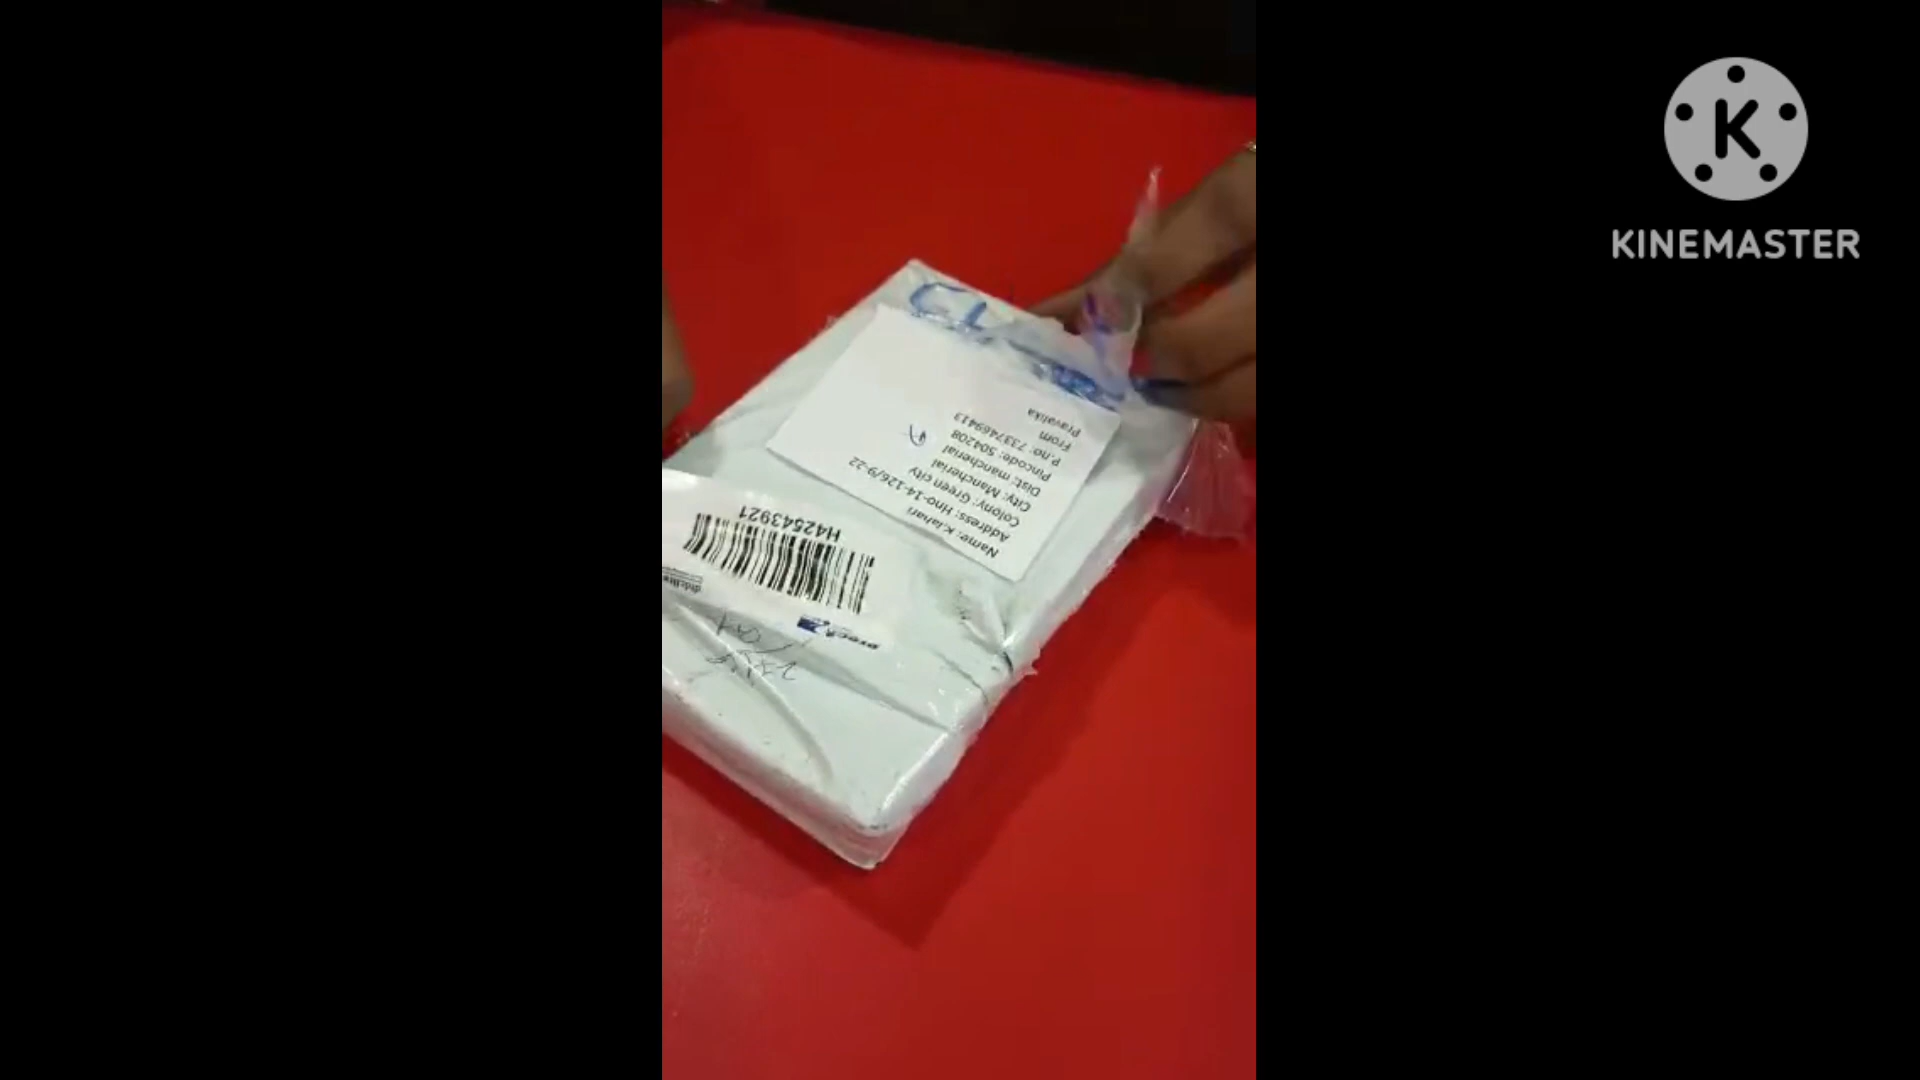 KINEMASTER
Name: K.lahari
Address: Hno-14-126/9-22
Colony: Green city
City: Mancherial
Dist: mancherial
Pincode: 504208
P.no: 7337469413
From
Pravalika
H42543921